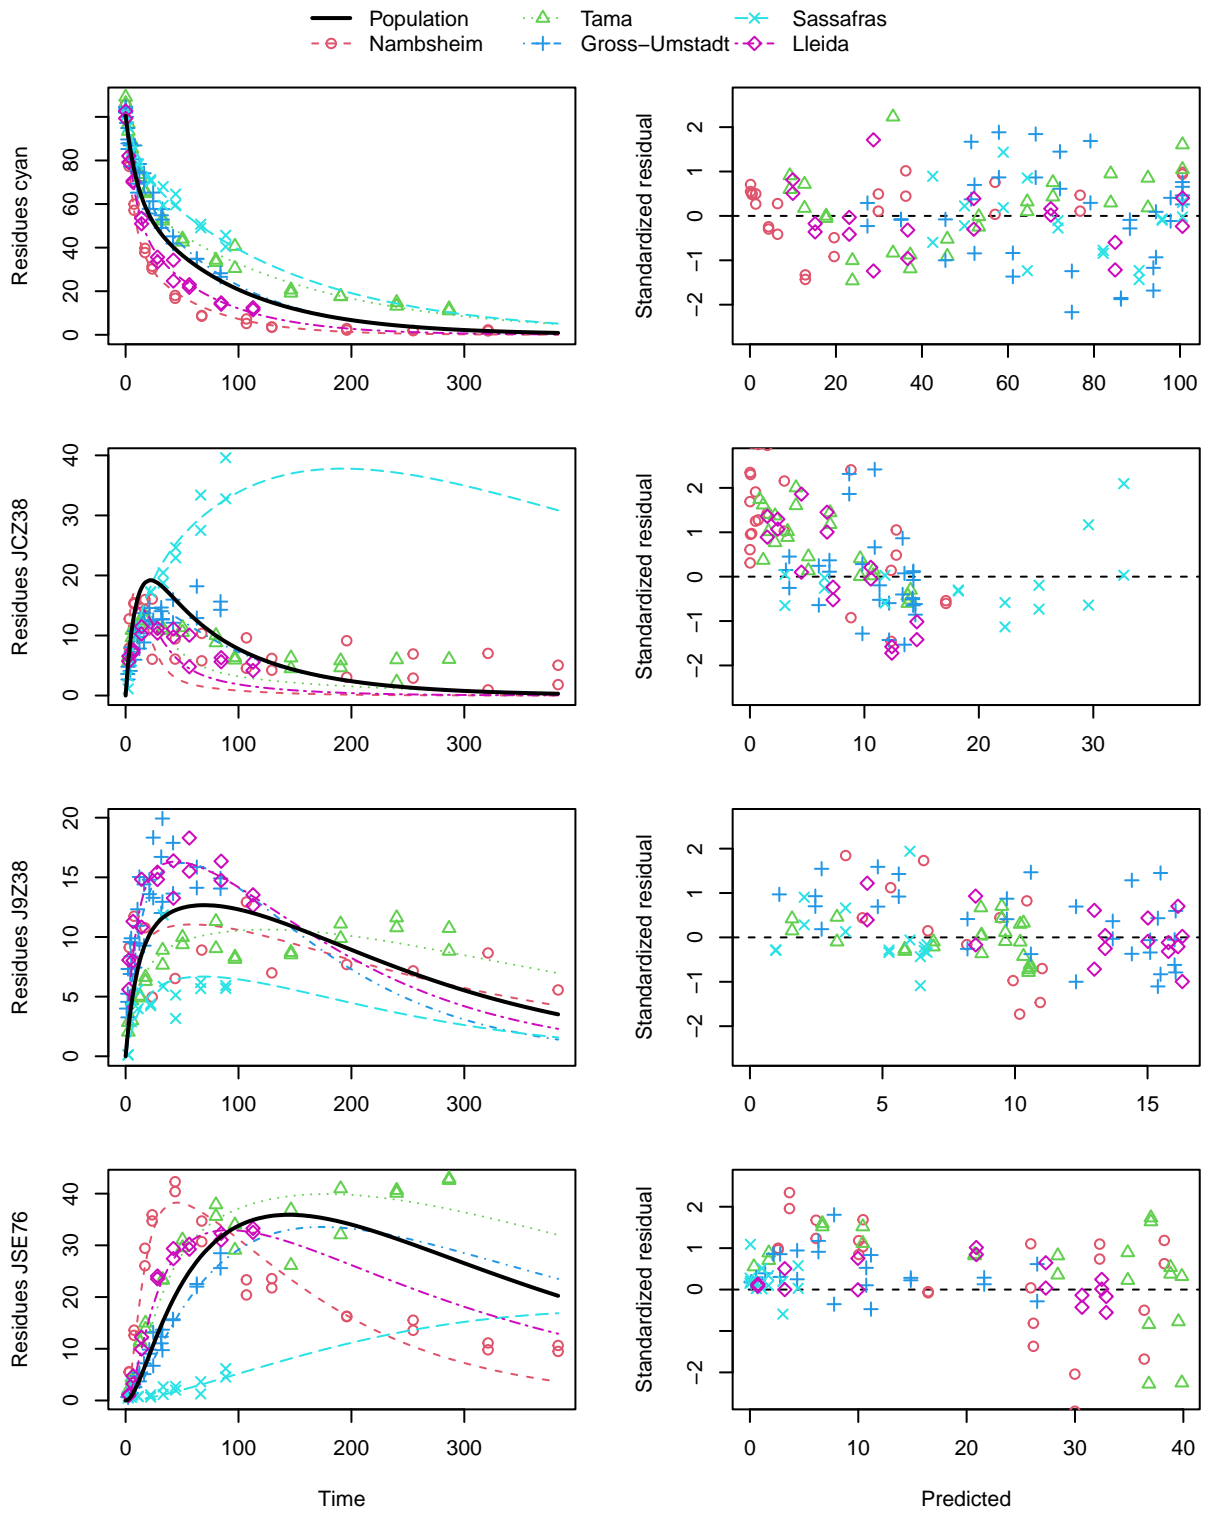 Population Tama Sassafras
Nambsheim Gross−Umstadt Lleida
Residues cyan
0 20 40 60 80
0 100 200 300
Standardized residual
−2 −1 0 1 2
0 20 40 60 80 100
Residues JCZ38
0 10 20 30 40
0 100 200 300
Standardized residual
−2 −1 0 1 2
0 10 20 30
Residues J9Z38
0 5 10 15 20
0 100 200 300
Standardized residual
−2 −1 0 1 2
0 5 10 15
Residues JSE76
0 10 20 30 40
0 100 200 300
Time
Standardized residual
−2 0 1 2
0 10 20 30 40
Predicted